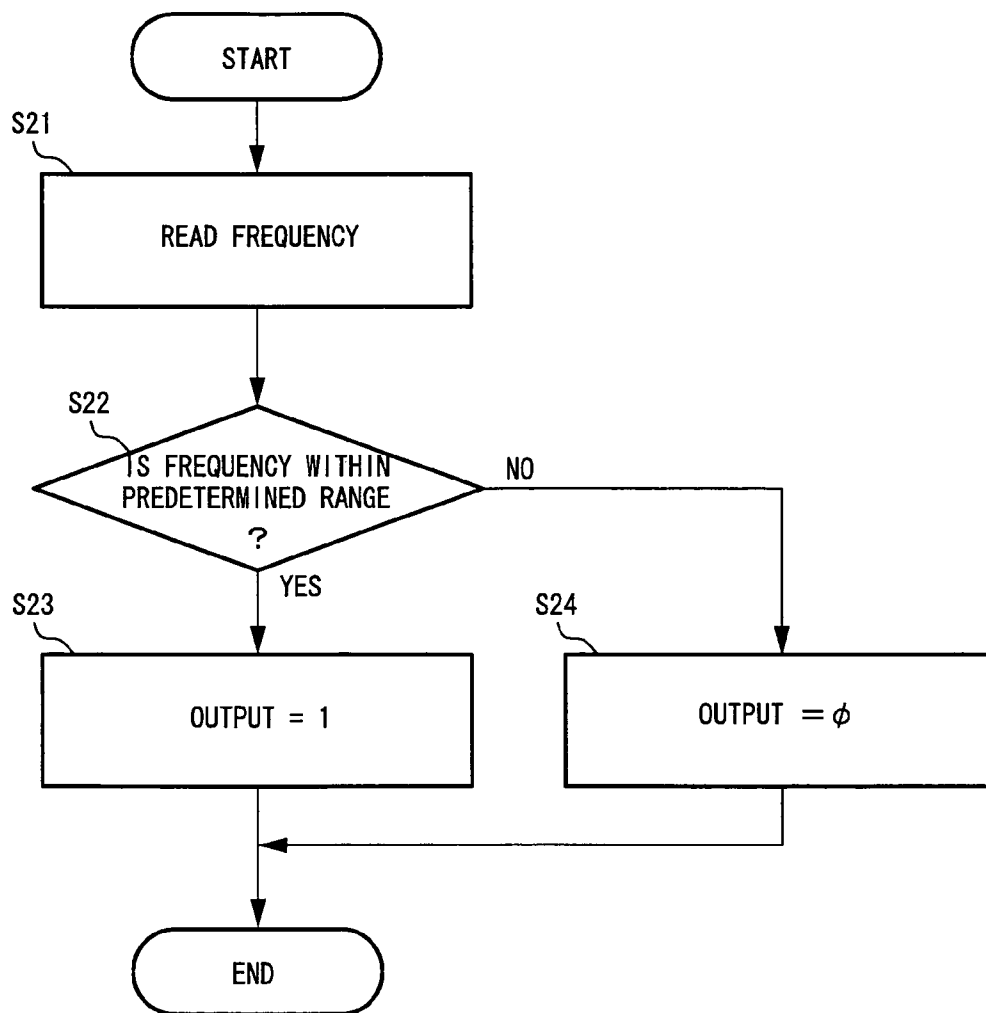 START
S21
READ FREQUENCY
S22
IS FREQUENCY WITHIN
PREDETERMINED RANGE
?
NO
YES
S23
OUTPUT = 1
S24
OUTPUT = ϕ
END